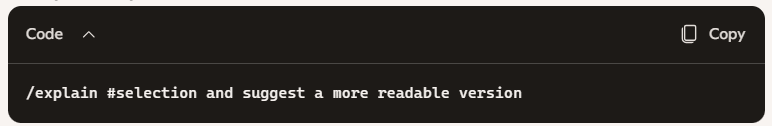 Code
Copy
/explain #selection and suggest a more readable version